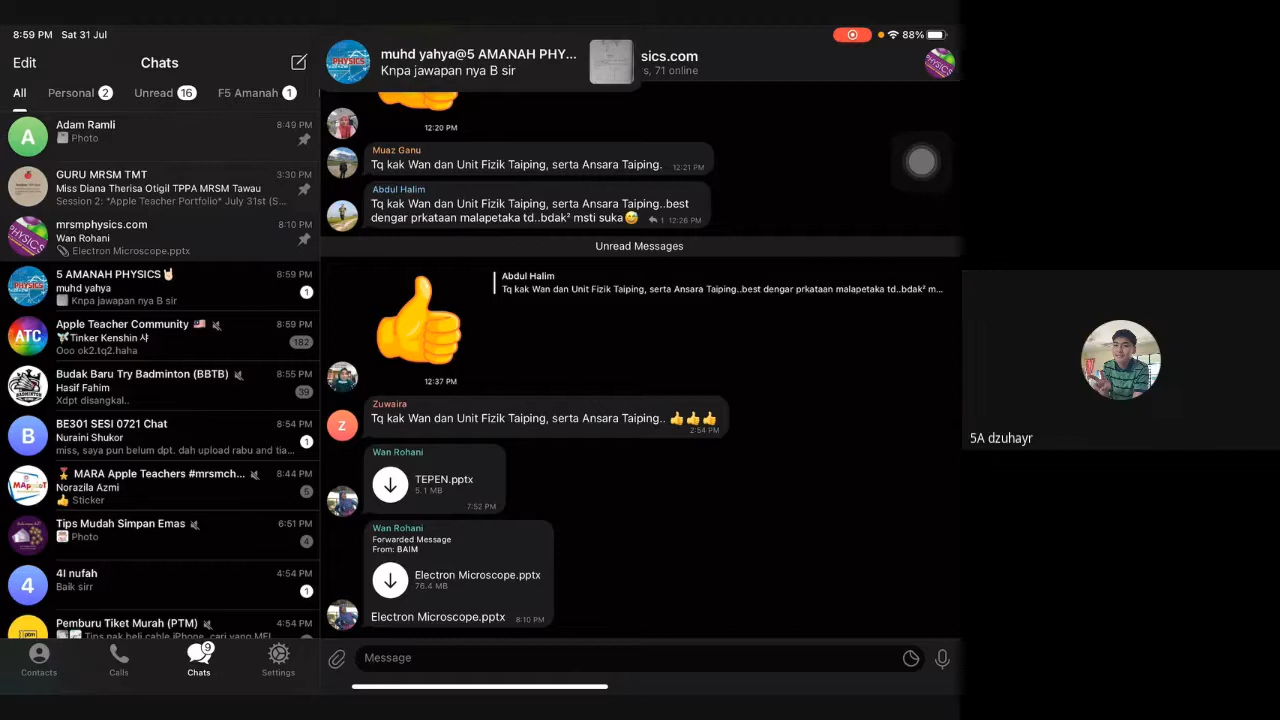 8:59 PM Sat 31 Jul
88%
Edit
Chats
All
Personal 2
Unread 16
F5 Amanah 1
A
Adam Ramli
8:49 PM
Photo
GURU MRSM TMT
3:30 PM
Miss Diana Therisa Otigil TPPA MRSM Tawau
Session 2: *Apple Teacher Portfolio* July 31st (S...
PHYSICS
mrsmphysics.com
8:10 PM
Wan Rohani
Electron Microscope.pptx
PHYSICS
5 AMANAH PHYSICS🤘🏻
8:59 PM
muhd yahya
Knpa jawapan nya B sir
1
ATC
Apple Teacher Community 🇲🇾
8:59 PM
🕊Tinker Kenshin 샤
Ooo ok2.tq2.haha
182
Budak Baru Try Badminton (BBTB)
8:55 PM
Hasif Fahim
Xdpt disangkal..
39
B
BE301 SESI 0721 Chat
8:54 PM
Nuraini Shukor
miss, saya pun belum dpt. dah upload rabu and tia...
1
🎖 MARA Apple Teachers #mrsmch...
8:44 PM
Norazila Azmi
👍 Sticker
5
Tips Mudah Simpan Emas
6:51 PM
Photo
4
4
4I nufah
4:54 PM
Baik sirr
1
Pemburu Tiket Murah (PTM)
4:54 PM
Tips nak beli cable iPhone, cari yang MFI
Contacts
Calls
9
Chats
Settings
PHYSICS
muhd yahya@5 AMANAH PHY...
Knpa jawapan nya B sir
sics.com
s, 71 online
PHYSICS
12:20 PM
Muaz Ganu
Tq kak Wan dan Unit Fizik Taiping, serta Ansara Taiping. 12:21 PM
Abdul Halim
Tq kak Wan dan Unit Fizik Taiping, serta Ansara Taiping..best
dengar prkataan malapetaka td..bdak² msti suka😅 1 12:26 PM
Unread Messages
Abdul Halim
Tq kak Wan dan Unit Fizik Taiping, serta Ansara Taiping..best dengar prkataan malapetaka td..bdak² m...
12:37 PM
Z
Zuwaira
Tq kak Wan dan Unit Fizik Taiping, serta Ansara Taiping.. 👍👍👍
2:54 PM
Wan Rohani
TEPEN.pptx
5.1 MB
7:52 PM
Wan Rohani
Forwarded Message
From: BAIM
Electron Microscope.pptx
76.4 MB
Electron Microscope.pptx 8:10 PM
Message
5A dzuhayr